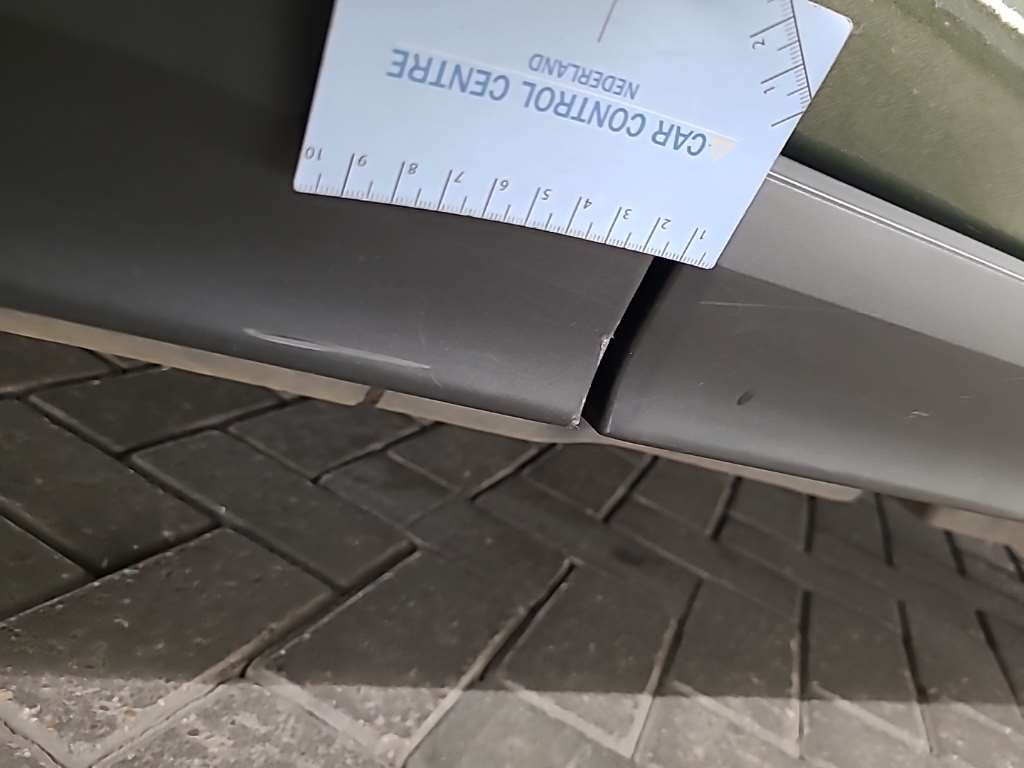 CAR CONTROL CENTRE
NEDERLAND
1 2 3 4 5 6 7 8 9 10
1 2